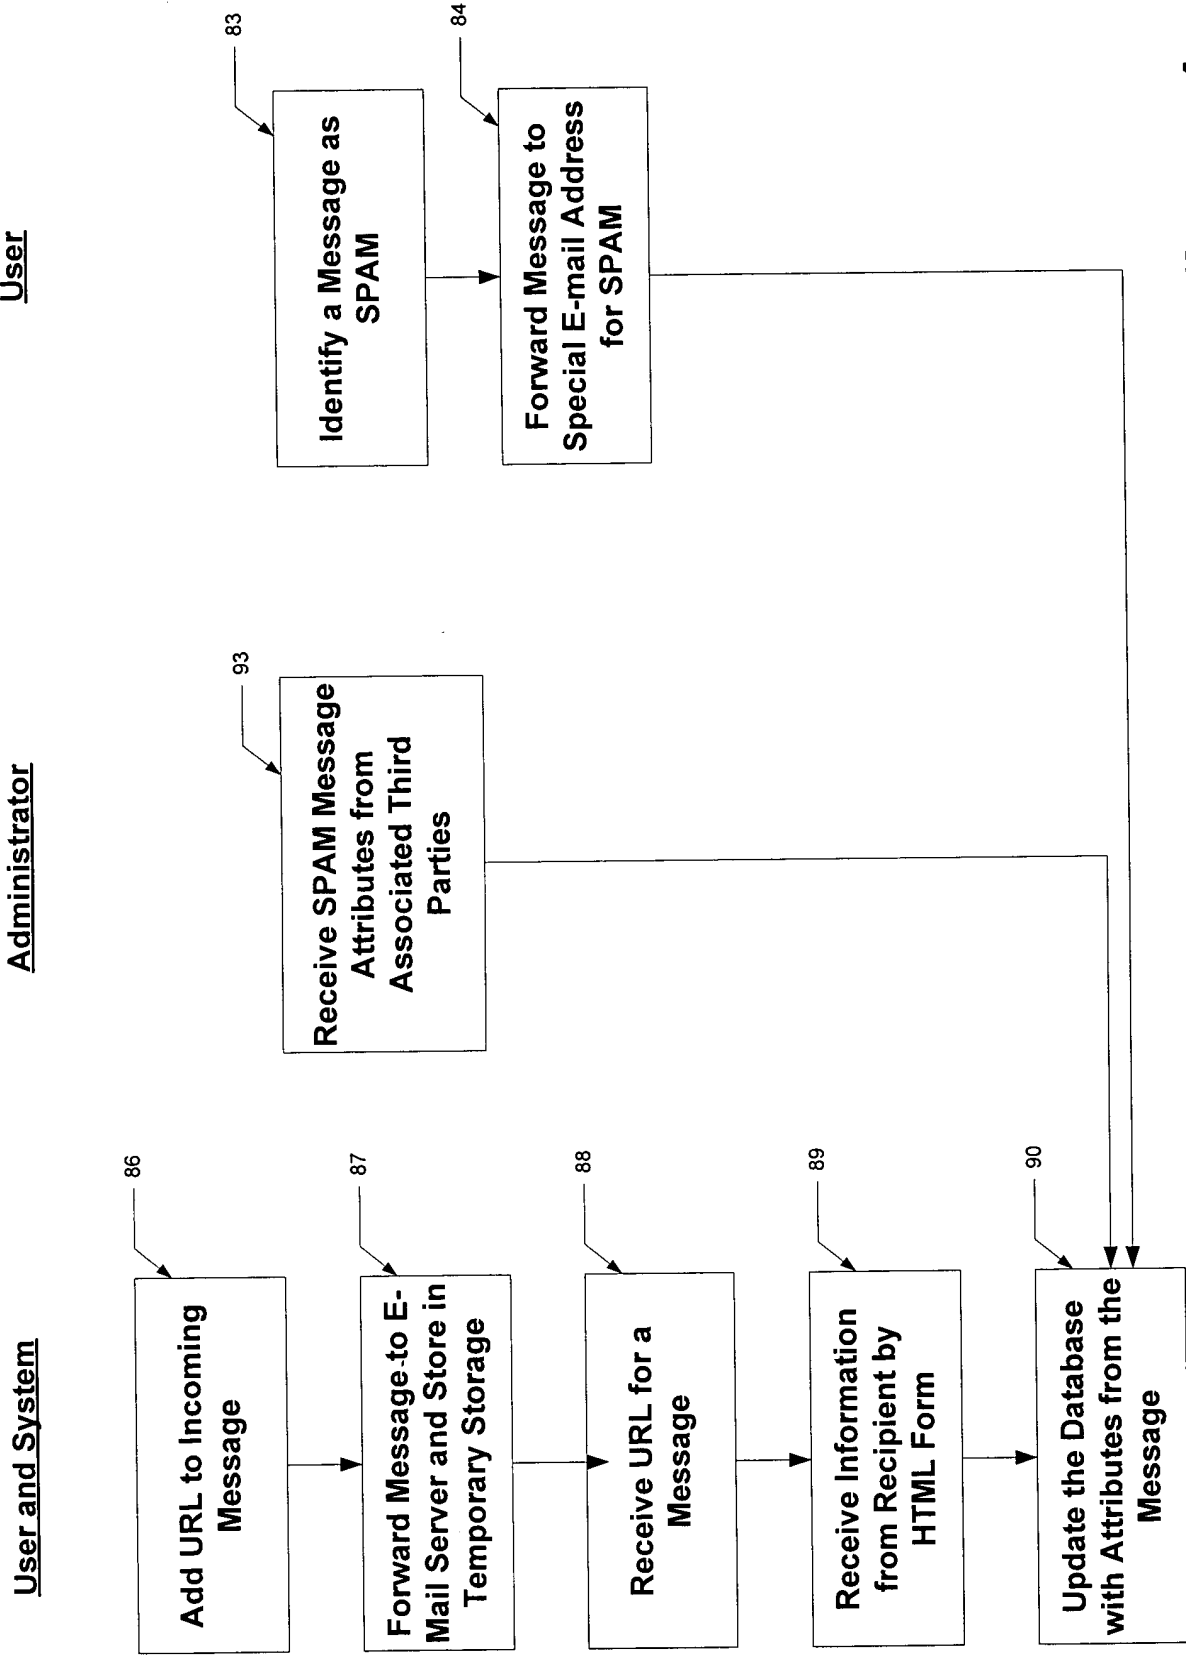 User and System
Administrator
User
86
Add URL to Incoming
Message
87
Forward Message to E-
Mail Server and Store in
Temporary Storage
88
Receive URL for a
Message
89
Receive Information
from Recipient by
HTML Form
90
Update the Database
with Attributes from the
Message
93
Receive SPAM Message
Attributes from
Associated Third
Parties
83
Identify a Message as
SPAM
84
Forward Message to
Special E-mail Address
for SPAM